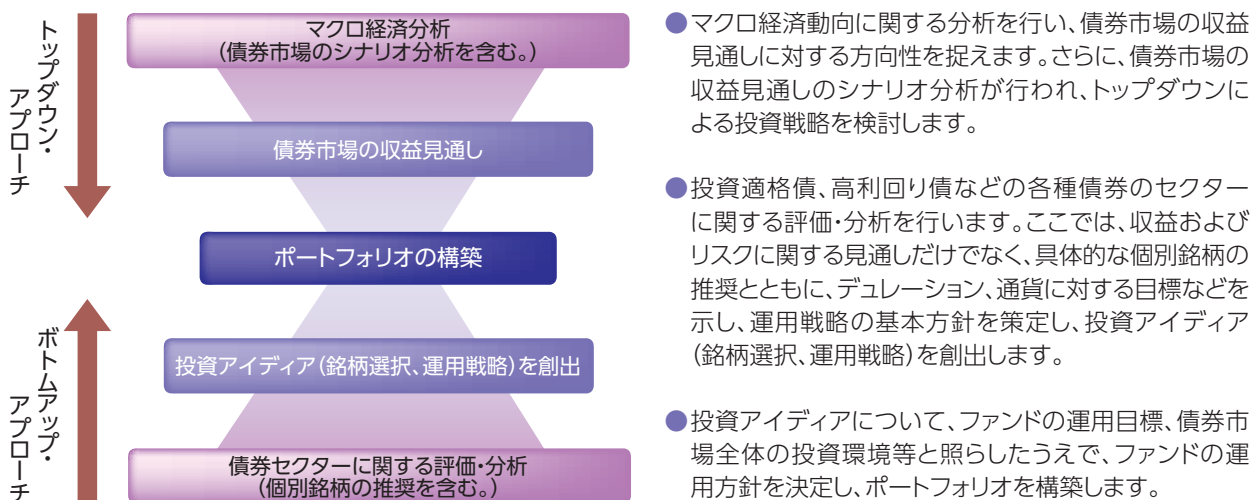 トップダウン・
アプローチ
マクロ経済分析
（債券市場のシナリオ分析を含む。）
債券市場の収益見通し
ポートフォリオの構築
投資アイディア（銘柄選択、運用戦略）を創出
債券セクターに関する評価・分析
（個別銘柄の推奨を含む。）
ボトムアップ・
アプローチ
●マクロ経済動向に関する分析を行い、債券市場の収益
見通しに対する方向性を捉えます。さらに、債券市場の
収益見通しのシナリオ分析が行われ、トップダウンに
よる投資戦略を検討します。
●投資適格債、高利回り債などの各種債券のセクター
に関する評価・分析を行います。ここでは、収益および
リスクに関する見通しだけでなく、具体的な個別銘柄の
推奨とともに、デュレーション、通貨に対する目標などを
示し、運用戦略の基本方針を策定し、投資アイディア
（銘柄選択、運用戦略）を創出します。
●投資アイディアについて、ファンドの運用目標、債券市
場全体の投資環境等と照らしたうえで、ファンドの運
用方針を決定し、ポートフォリオを構築します。